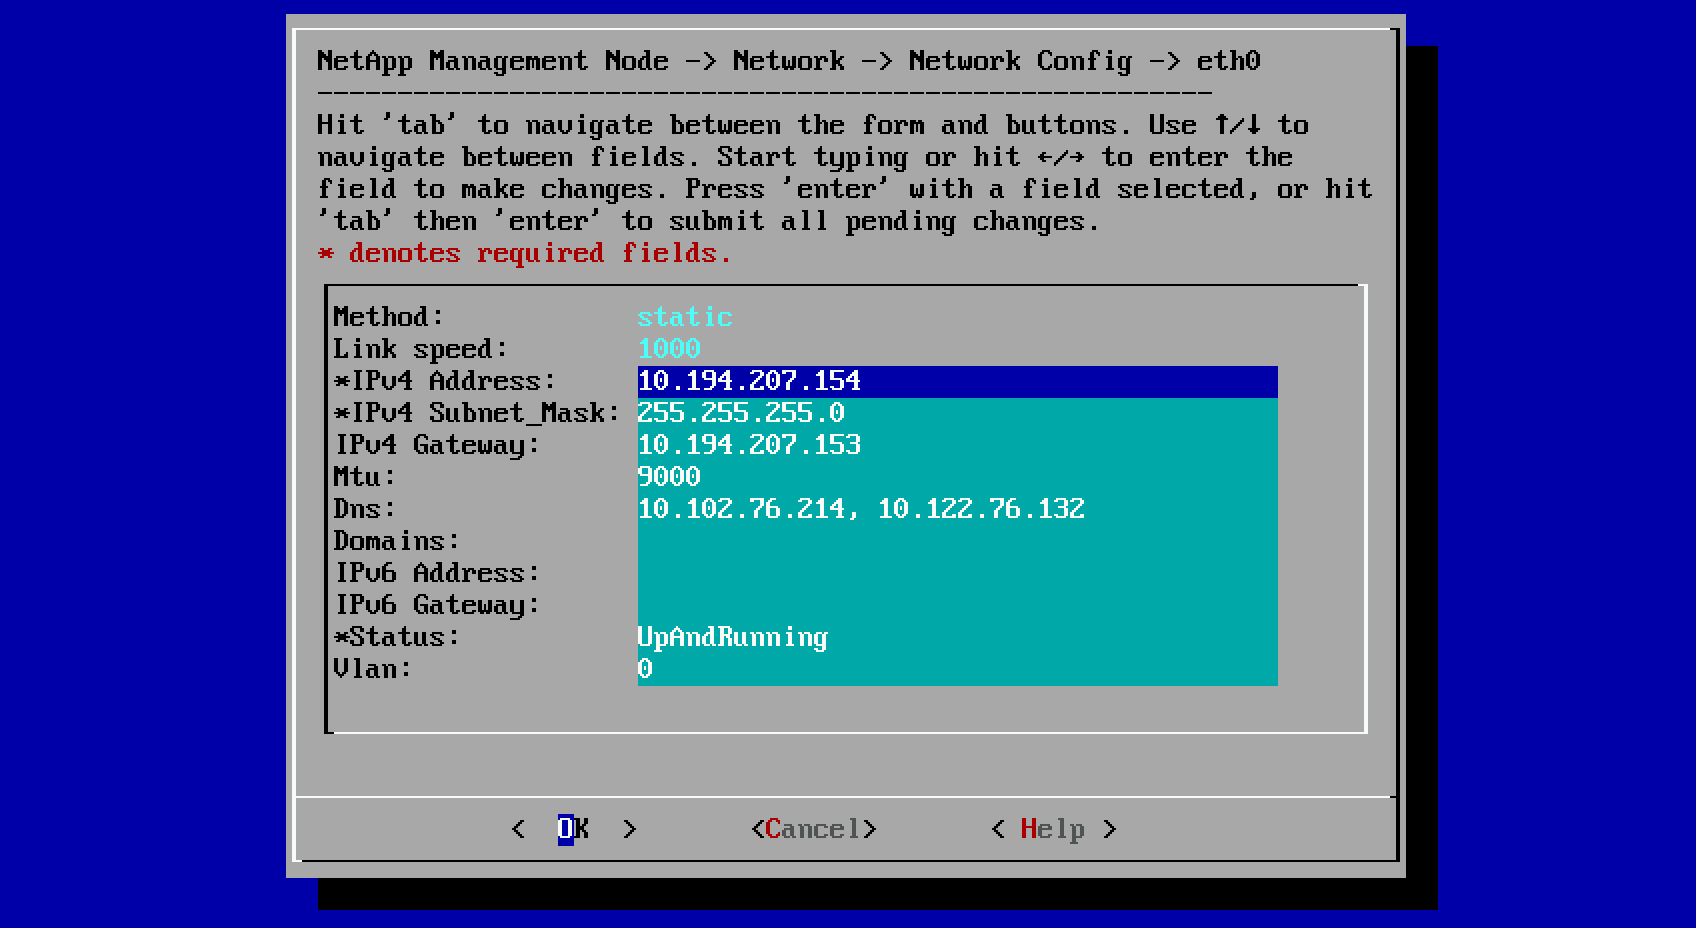 NetApp Management Node -> Network -> Network Config -> eth0
--------------------------------------------------------
Hit 'tab' to navigate between the form and buttons. Use ↑/↓ to
navigate between fields. Start typing or hit ←/→ to enter the
field to make changes. Press 'enter' with a field selected, or hit
'tab' then 'enter' to submit all pending changes.
* denotes required fields.
Method: static
Link speed: 1000
*IPv4 Address: 10.194.207.154
*IPv4 Subnet_Mask: 255.255.255.0
IPv4 Gateway: 10.194.207.153
Mtu: 9000
Dns: 10.102.76.214, 10.122.76.132
Domains:
IPv6 Address:
IPv6 Gateway:
*Status: UpAndRunning
Vlan: 0
<  OK  > <Cancel> < Help >